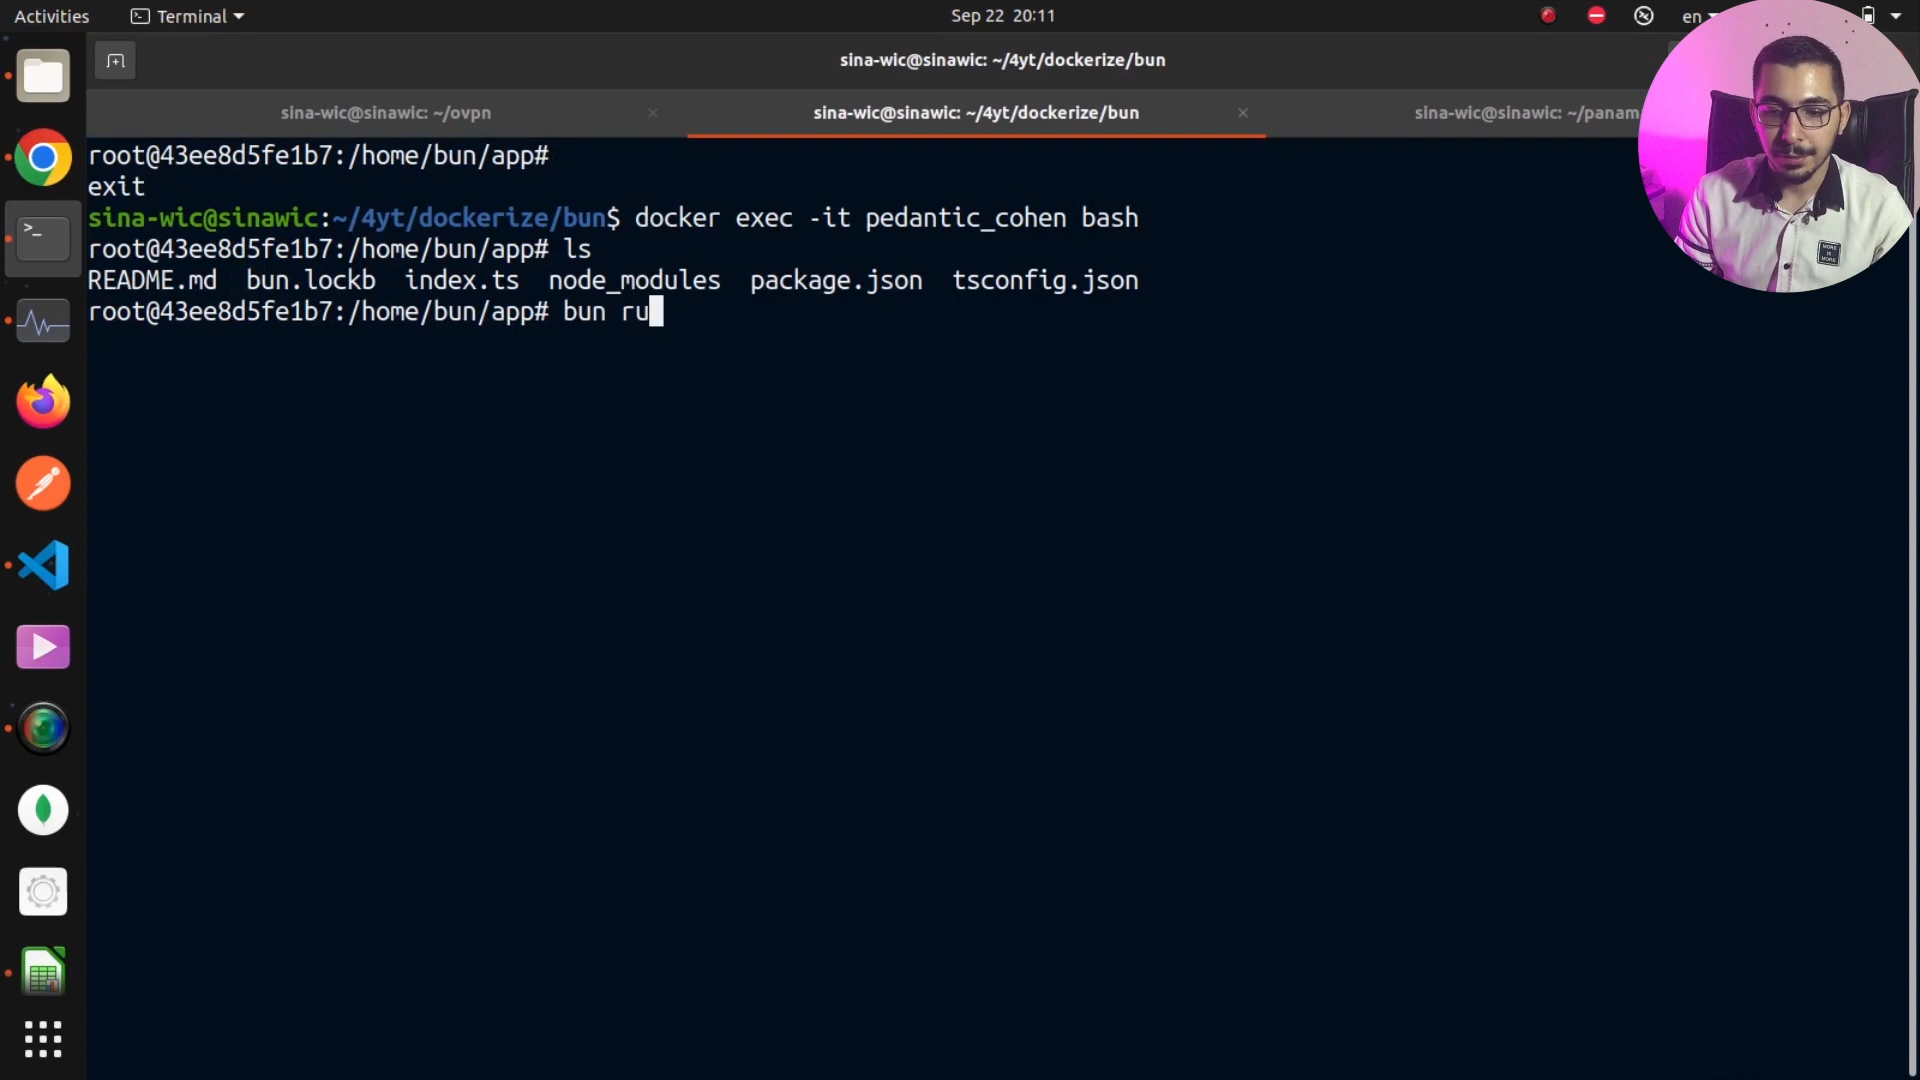 Activities
Terminal
Sep 22 20:11
en
sina-wic@sinawic: ~/4yt/dockerize/bun
sina-wic@sinawic: ~/ovpn
sina-wic@sinawic: ~/4yt/dockerize/bun
sina-wic@sinawic: ~/panam
root@43ee8d5fe1b7:/home/bun/app#
exit
sina-wic@sinawic:~/4yt/dockerize/bun$ docker exec -it pedantic_cohen bash
root@43ee8d5fe1b7:/home/bun/app# ls
README.md bun.lockb index.ts node_modules package.json tsconfig.json
root@43ee8d5fe1b7:/home/bun/app# bun ru
MORE
IS
MORE